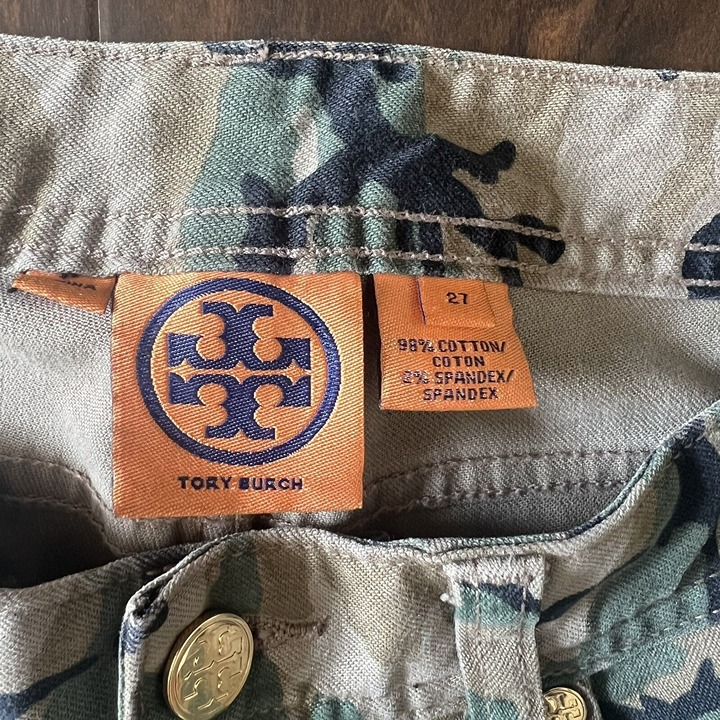 TORY BURCH
27
98% COTTON/
COTON
2% SPANDEX/
SPANDEX